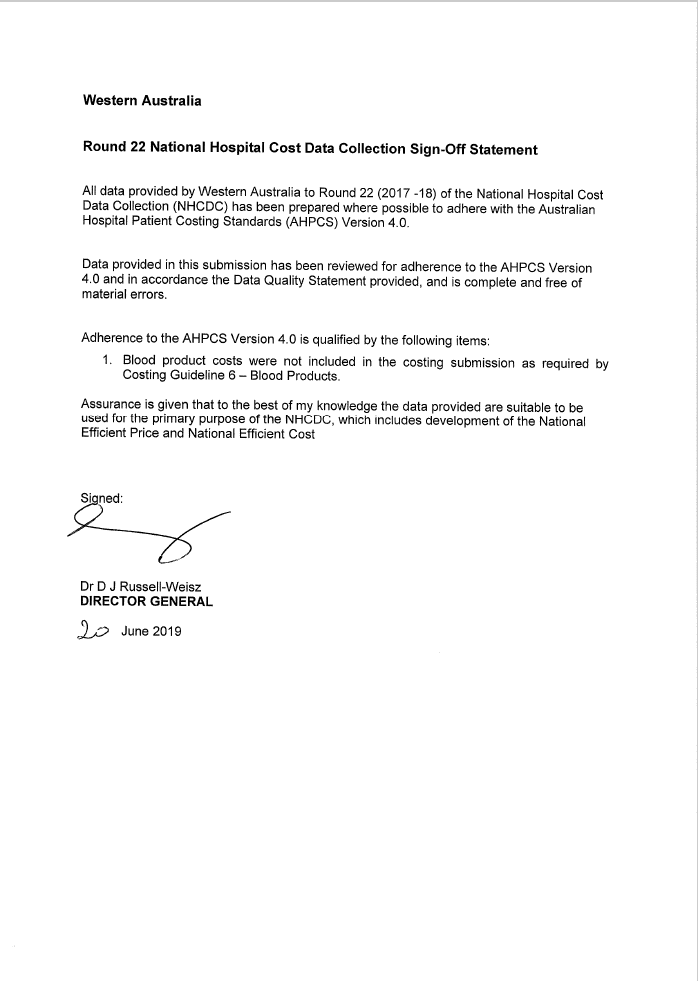 Western Australia
Round 22 National Hospital Cost Data Collection Sign-Off Statement
All data provided by Western Australia to Round 22 (2017 -18) of the National Hospital Cost
Data Collection (NHCDC) has been prepared where possible to adhere with the Australian
Hospital Patient Costing Standards (AHPCS) Version 4.0.
Data provided in this submission has been reviewed for adherence to the AHPCS Version
4.0 and in accordance the Data Quality Statement provided, and is complete and free of
material errors.
Adherence to the AHPCS Version 4.0 is qualified by the following items:
1. Blood product costs were not included in the costing submission as required by
Costing Guideline 6 – Blood Products.
Assurance is given that to the best of my knowledge the data provided are suitable to be
used for the primary purpose of the NHCDC, which includes development of the National
Efficient Price and National Efficient Cost
Signed:
Dr D J Russell-Weisz
DIRECTOR GENERAL
20 June 2019